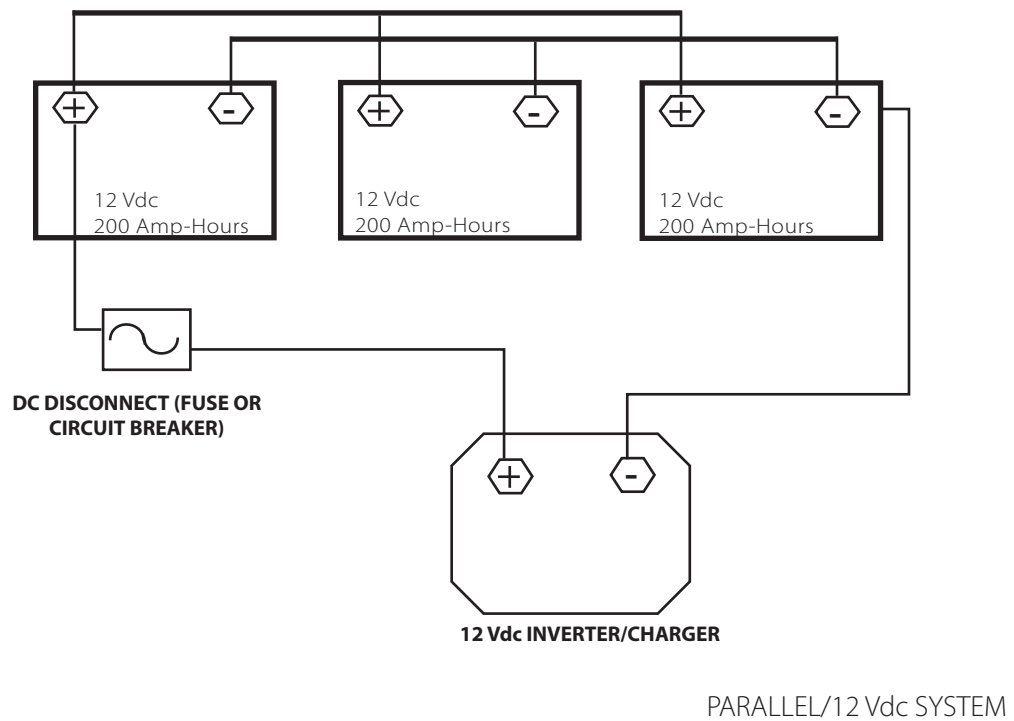 + - + - + -
12 Vdc
200 Amp-Hours
12 Vdc
200 Amp-Hours
12 Vdc
200 Amp-Hours
DC DISCONNECT (FUSE OR
CIRCUIT BREAKER)
+ -
12 Vdc INVERTER/CHARGER
PARALLEL/12 Vdc SYSTEM